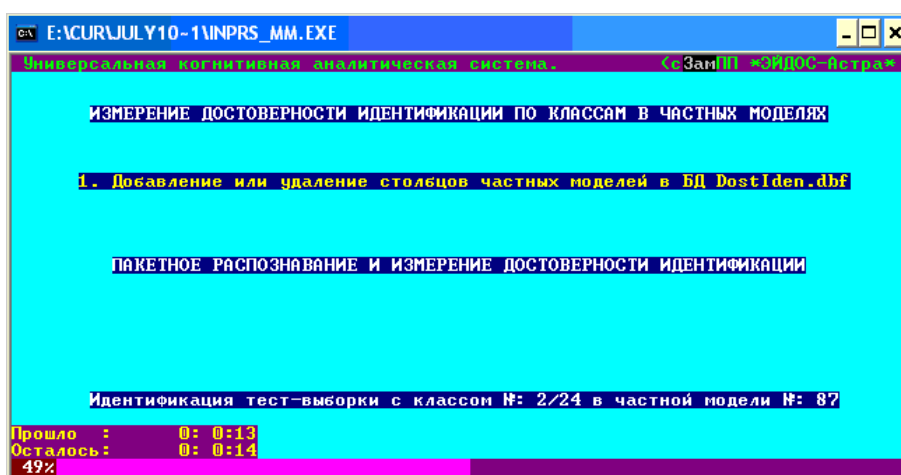 E:\CUR\JULY10~1\INPRS_MM.EXE
Универсальная когнитивная аналитическая система. (сЗамПП *ЭЙДОС-Астра*
ИЗМЕРЕНИЕ ДОСТОВЕРНОСТИ ИДЕНТИФИКАЦИИ ПО КЛАССАМ В ЧАСТНЫХ МОДЕЛЯХ
1. Добавление или удаление столбцов частных моделей в БД DostIden.dbf
ПАКЕТНОЕ РАСПОЗНАВАНИЕ И ИЗМЕРЕНИЕ ДОСТОВЕРНОСТИ ИДЕНТИФИКАЦИИ
Идентификация тест-выборки с классом №: 2/24 в частной модели №: 87
Прошло : 0: 0:13
Осталось: 0: 0:14
49%